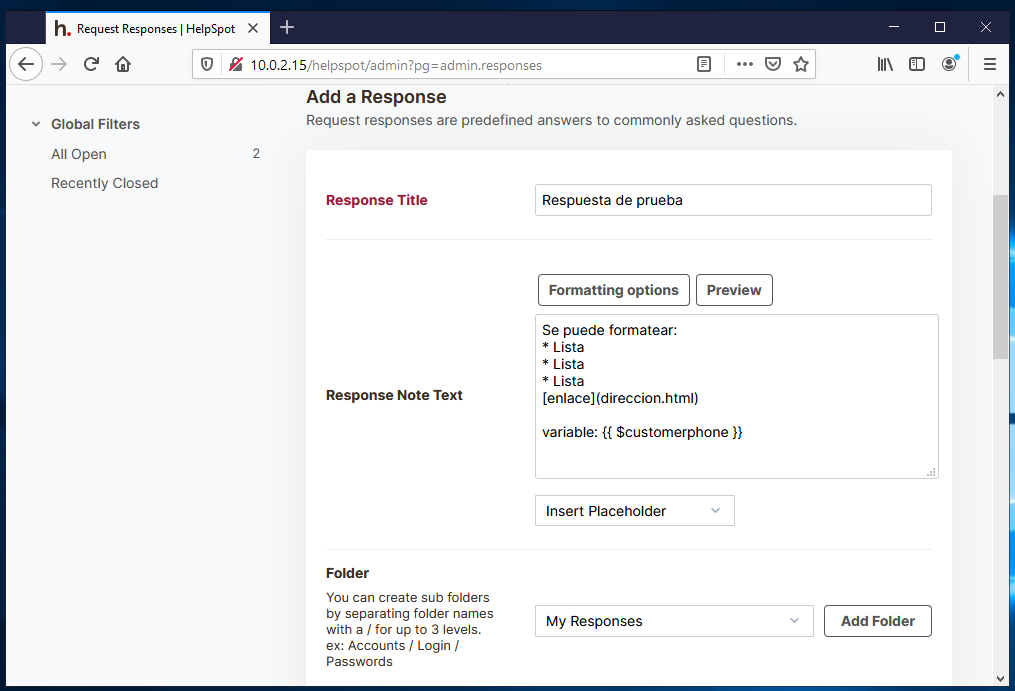 h. Request Responses | HelpSpot
10.0.2.15/helpspot/admin?pg=admin.responses
Global Filters
All Open 2
Recently Closed
Add a Response
Request responses are predefined answers to commonly asked questions.
Response Title Respuesta de prueba
Formatting options Preview
Response Note Text
Se puede formatear:
* Lista
* Lista
* Lista
[enlace](direccion.html)
variable: {{ $customerphone }}
Insert Placeholder
Folder
You can create sub folders
by separating folder names
with a / for up to 3 levels.
ex: Accounts / Login /
Passwords
My Responses Add Folder